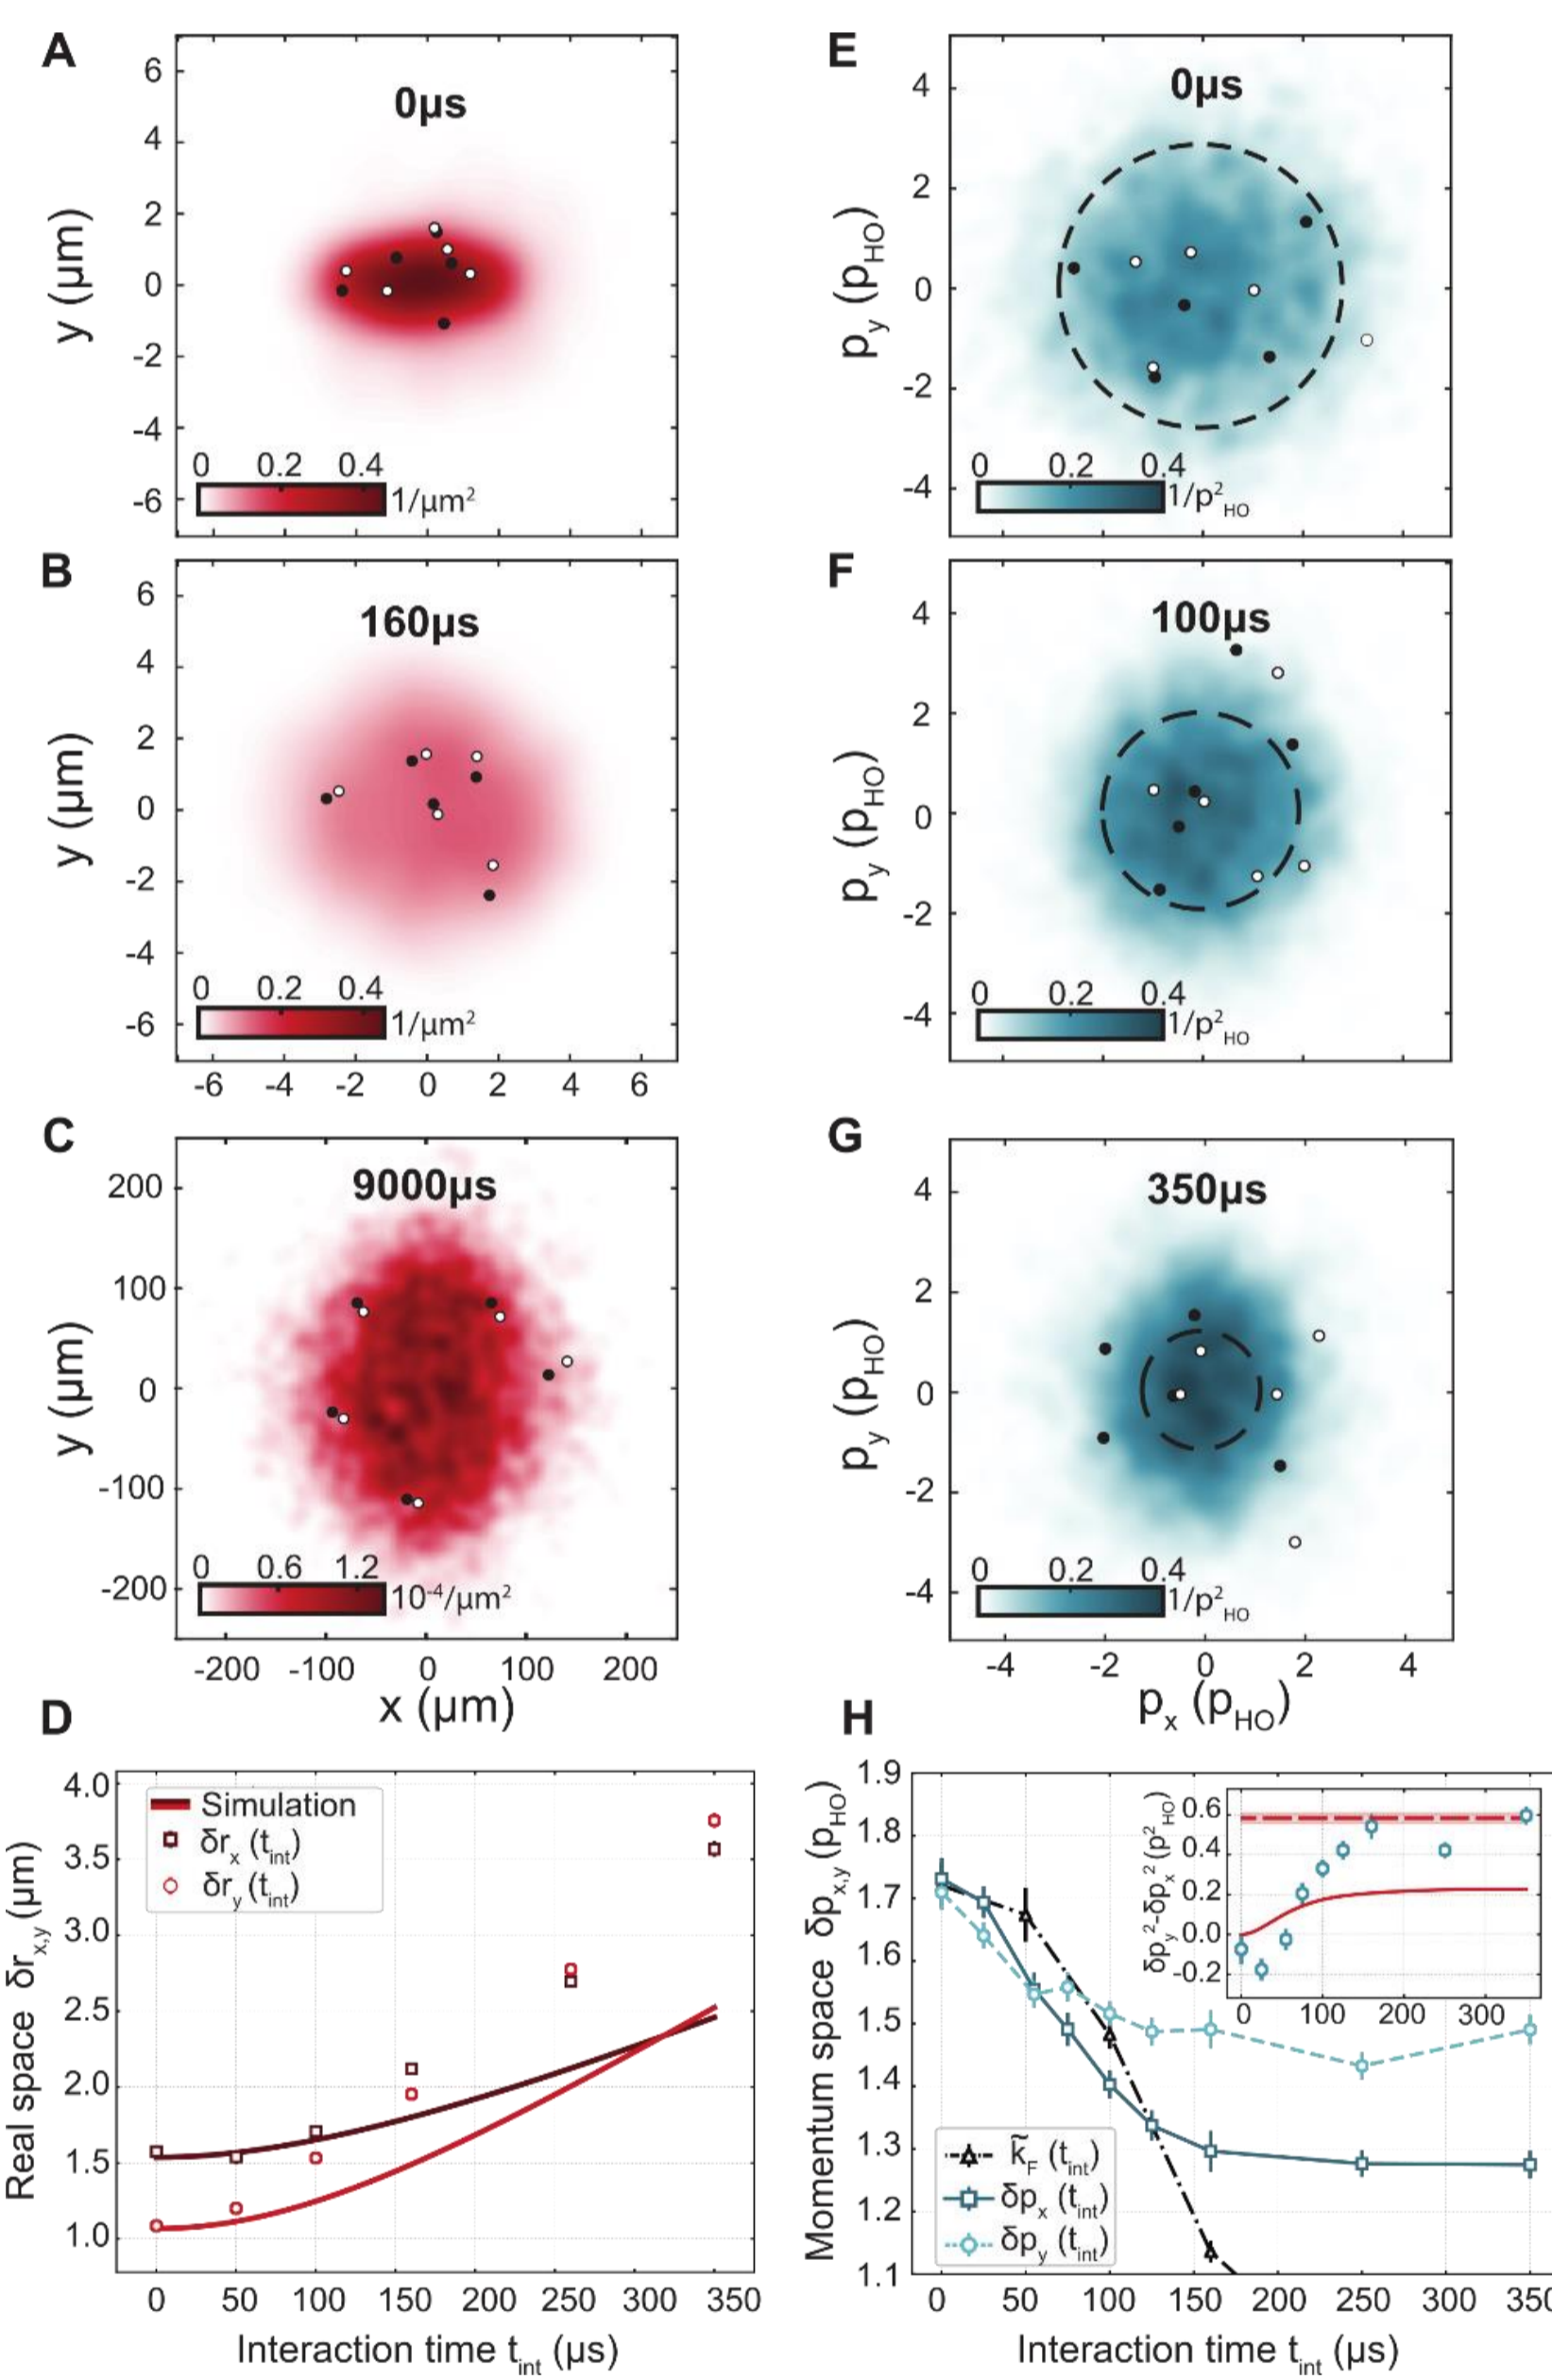 A
0μs
y (μm)
6
4
2
0
-2
-4
-6
0 0.2 0.4
1/μm²
B
160μs
y (μm)
6
4
2
0
-2
-4
-6
0 0.2 0.4
1/μm²
-6 -4 -2 0 2 4 6
C
9000μs
y (μm)
200
100
0
-100
-200
0 0.6 1.2
10⁻⁴/μm²
-200 -100 0 100 200
x (μm)
D
Real space δr_x,y (μm)
4.0
3.5
3.0
2.5
2.0
1.5
1.0
Simulation
δr_x (t_int)
δr_y (t_int)
0 50 100 150 200 250 300 350
Interaction time t_int (μs)
E
0μs
p_y (p_HO)
4
2
0
-2
-4
0 0.2 0.4
1/p²_HO
F
100μs
p_y (p_HO)
4
2
0
-2
-4
0 0.2 0.4
1/p²_HO
G
350μs
p_y (p_HO)
4
2
0
-2
-4
0 0.2 0.4
1/p²_HO
-4 -2 0 2 4
p_x (p_HO)
H
Momentum space δp_x,y (p_HO)
1.9
1.8
1.7
1.6
1.5
1.4
1.3
1.2
1.1
δp_y²-δp_x² (p²_HO)
0.6
0.4
0.2
0.0
-0.2
0 100 200 300
k̃_F (t_int)
δp_x (t_int)
δp_y (t_int)
0 50 100 150 200 250 300 350
Interaction time t_int (μs)